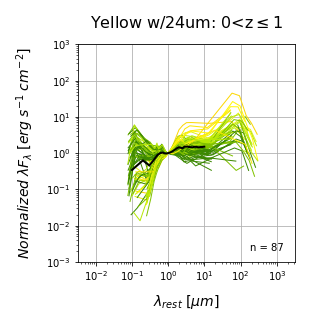 Yellow w/24um: 0<z≤1
Normalized λF_λ [erg s⁻¹ cm⁻²]
10³
10²
10¹
10⁰
10⁻¹
10⁻²
10⁻³
n = 87
10⁻² 10⁻¹ 10⁰ 10¹ 10² 10³
λ_rest [μm]